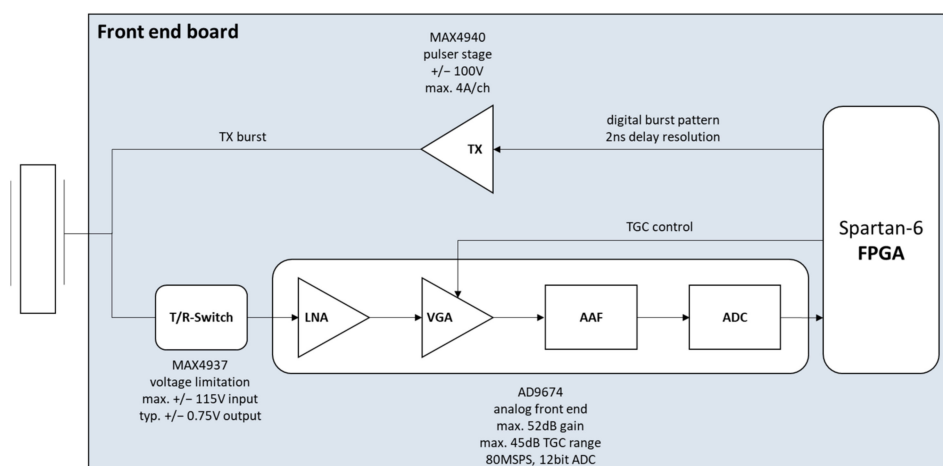 Front end board
MAX4940
pulser stage
+/− 100V
max. 4A/ch
TX burst
TX
digital burst pattern
2ns delay resolution
TGC control
Spartan-6
FPGA
T/R-Switch
LNA
VGA
AAF
ADC
MAX4937
voltage limitation
max. +/− 115V input
typ. +/− 0.75V output
AD9674
analog front end
max. 52dB gain
max. 45dB TGC range
80MSPS, 12bit ADC